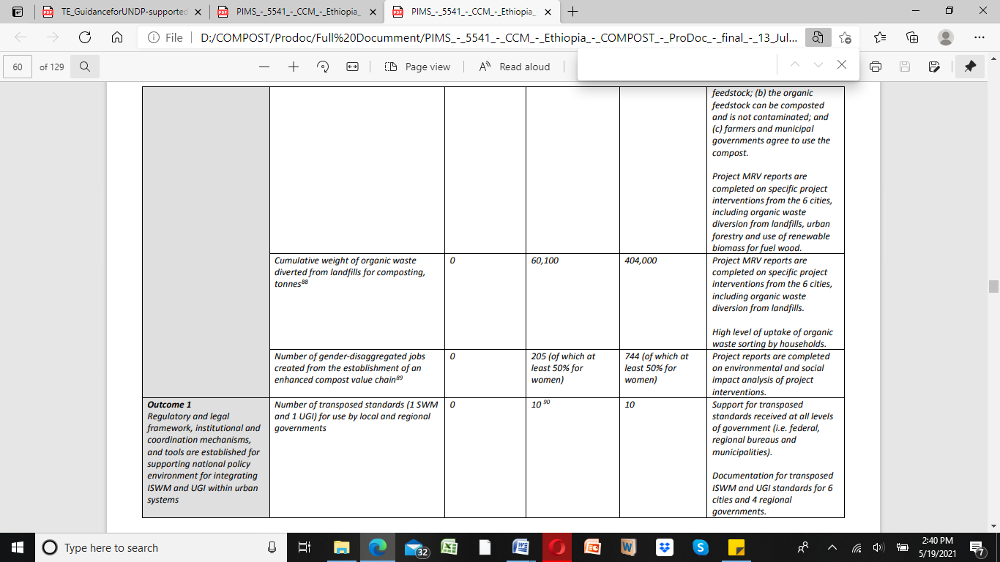 TE_GuidanceforUNDP-supported
PIMS_-_5541_-_CCM_-_Ethiopia_
PIMS_-_5541_-_CCM_-_Ethiopia_
File
D:/COMPOST/Prodoc/Full%20Documment/PIMS_-_5541_-_CCM_-_Ethiopia_-_COMPOST_-_ProDoc_-_final_-_13_Jul...
60
of 129
Page view
Read aloud
feedstock; (b) the organic
feedstock can be composted
and is not contaminated; and
(c) farmers and municipal
governments agree to use the
compost.
Project MRV reports are
completed on specific project
interventions from the 6 cities,
including organic waste
diversion from landfills, urban
forestry and use of renewable
biomass for fuel wood.
Cumulative weight of organic waste
diverted from landfills for composting,
tonnes88
0
60,100
404,000
Project MRV reports are
completed on specific project
interventions from the 6 cities,
including organic waste
diversion from landfills.
High level of uptake of organic
waste sorting by households.
Number of gender-disaggregated jobs
created from the establishment of an
enhanced compost value chain89
0
205 (of which at
least 50% for
women)
744 (of which at
least 50% for
women)
Project reports are completed
on environmental and social
impact analysis of project
interventions.
Outcome 1
Regulatory and legal
framework, institutional and
coordination mechanisms,
and tools are established for
supporting national policy
environment for integrating
ISWM and UGI within urban
systems
Number of transposed standards (1 SWM
and 1 UGI) for use by local and regional
governments
0
10 90
10
Support for transposed
standards received at all levels
of government (i.e. federal,
regional bureaus and
municipalities).
Documentation for transposed
ISWM and UGI standards for 6
cities and 4 regional
governments.
Type here to search
32
2:40 PM
5/19/2021
7